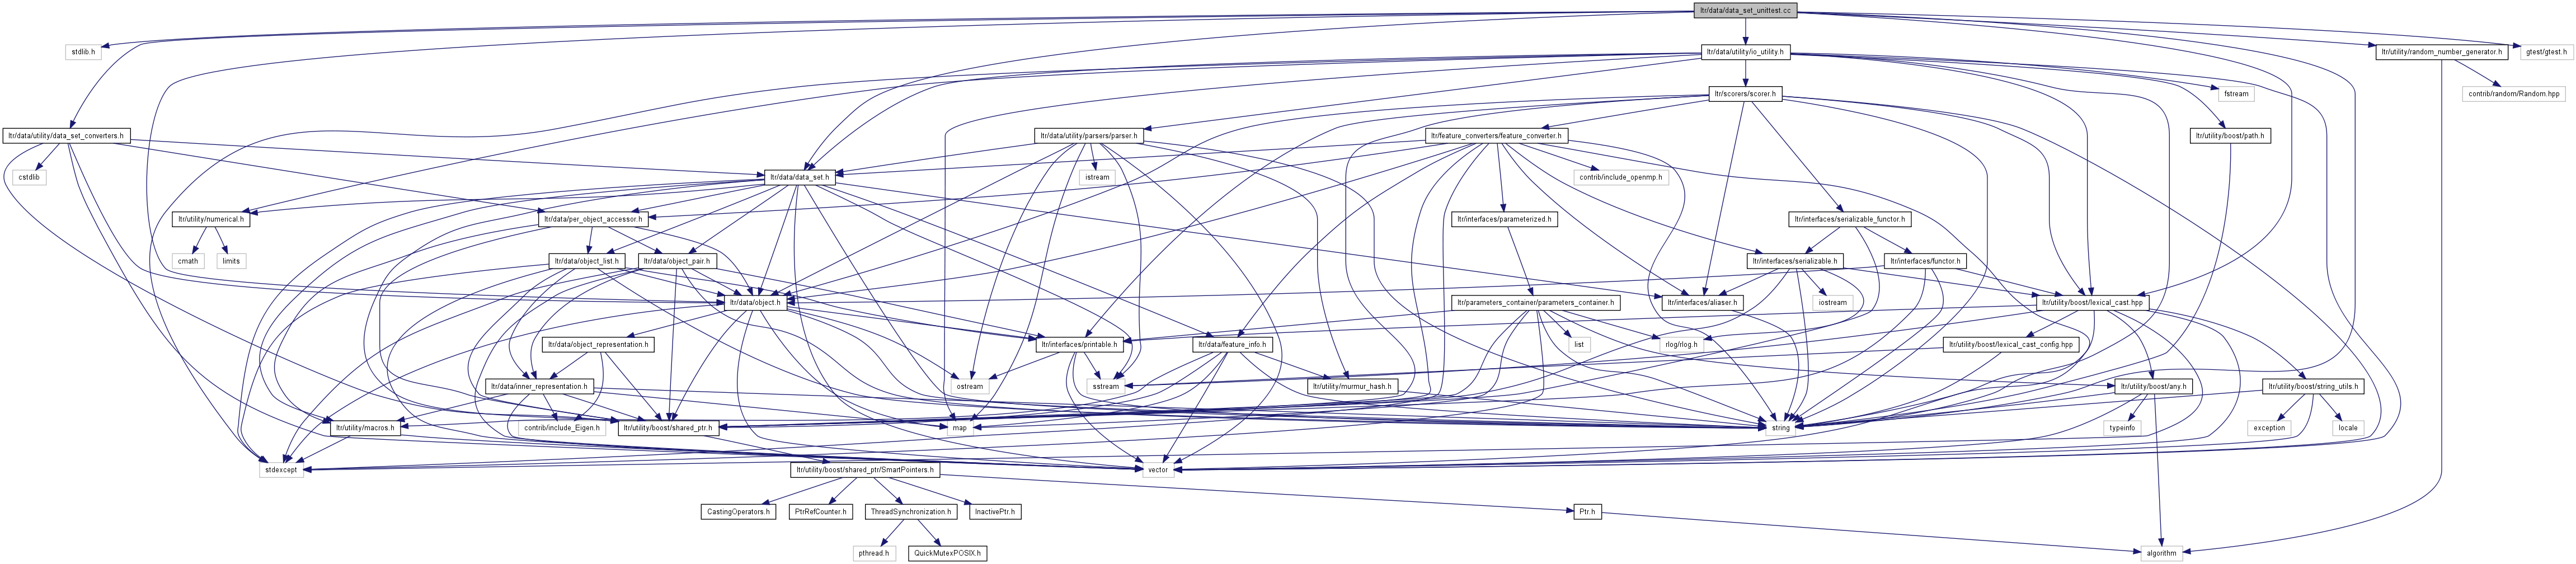 ltr/data/data_set_unittest.cc
stdlib.h
ltr/data/utility/io_utility.h
ltr/utility/random_number_generator.h
gtest/gtest.h
ltr/scorers/scorer.h
fstream
contrib/random/Random.hpp
ltr/data/utility/data_set_converters.h
ltr/data/utility/parsers/parser.h
ltr/feature_converters/feature_converter.h
ltr/utility/boost/path.h
cstdlib
ltr/data/data_set.h
istream
contrib/include_openmp.h
ltr/utility/numerical.h
ltr/data/per_object_accessor.h
ltr/interfaces/parameterized.h
ltr/interfaces/serializable_functor.h
cmath
limits
ltr/data/object_list.h
ltr/data/object_pair.h
ltr/interfaces/serializable.h
ltr/interfaces/functor.h
ltr/data/object.h
ltr/parameters_container/parameters_container.h
ltr/interfaces/aliaser.h
iostream
ltr/utility/boost/lexical_cast.hpp
ltr/data/object_representation.h
ltr/interfaces/printable.h
ltr/data/feature_info.h
list
rlog/rlog.h
ltr/utility/boost/lexical_cast_config.hpp
ltr/data/inner_representation.h
ostream
sstream
ltr/utility/murmur_hash.h
ltr/utility/boost/any.h
ltr/utility/boost/string_utils.h
ltr/utility/macros.h
contrib/include_Eigen.h
ltr/utility/boost/shared_ptr.h
map
string
typeinfo
exception
locale
stdexcept
ltr/utility/boost/shared_ptr/SmartPointers.h
vector
CastingOperators.h
PtrRefCounter.h
ThreadSynchronization.h
InactivePtr.h
Ptr.h
pthread.h
QuickMutexPOSIX.h
algorithm